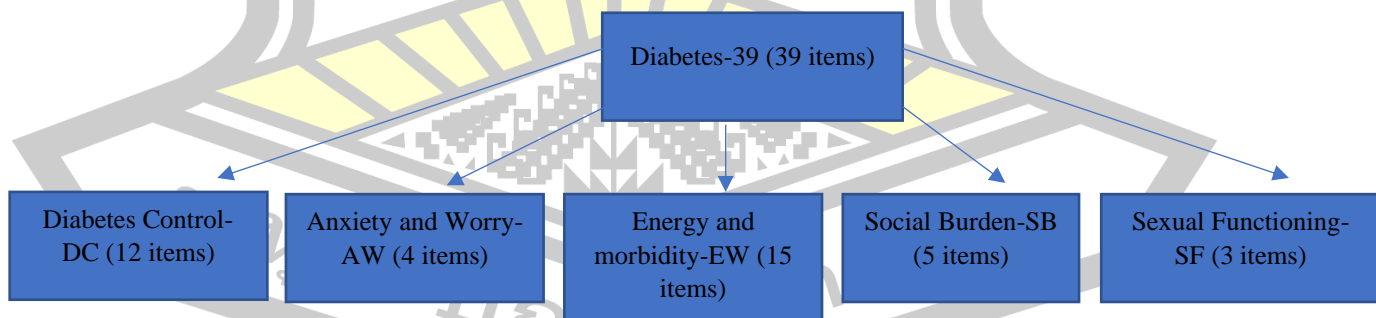 Diabetes-39 (39 items)
Diabetes Control-
DC (12 items)
Anxiety and Worry-
AW (4 items)
Energy and
morbidity-EW (15
items)
Social Burden-SB
(5 items)
Sexual Functioning-
SF (3 items)